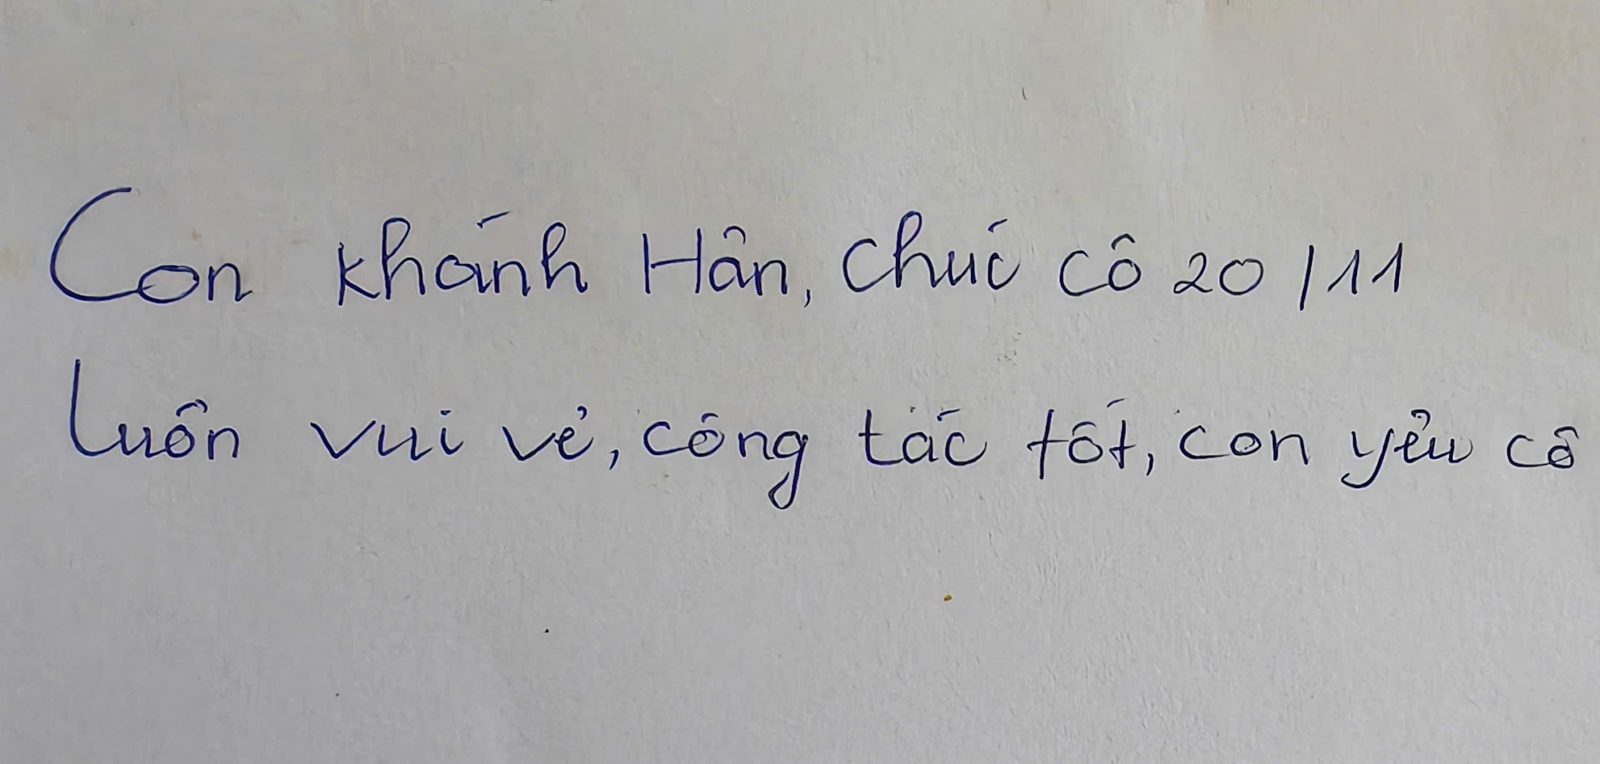 Con khánh Hân, chúc cô 20/11
Luôn vui vẻ, công tác tốt, con yêu cô